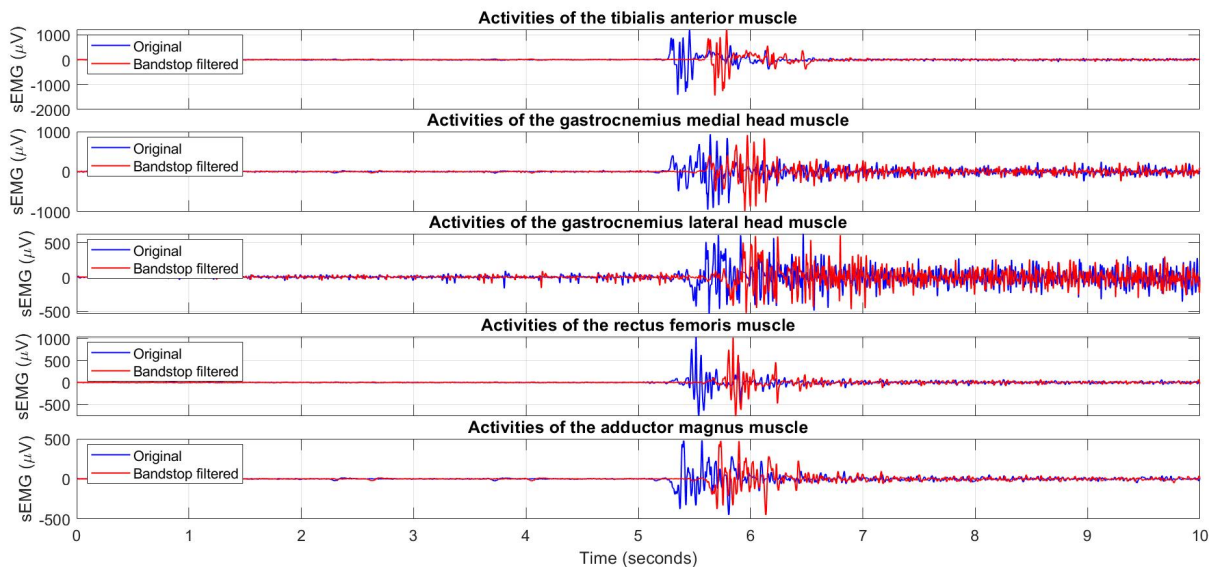 Activities of the tibialis anterior muscle
sEMG (μV)
1000
0
-1000
-2000
Original
Bandstop filtered
Activities of the gastrocnemius medial head muscle
sEMG (μV)
1000
0
-1000
Original
Bandstop filtered
Activities of the gastrocnemius lateral head muscle
sEMG (μV)
500
0
-500
Original
Bandstop filtered
Activities of the rectus femoris muscle
sEMG (μV)
1000
500
0
-500
Original
Bandstop filtered
Activities of the adductor magnus muscle
sEMG (μV)
500
0
-500
Original
Bandstop filtered
0 1 2 3 4 5 6 7 8 9 10
Time (seconds)